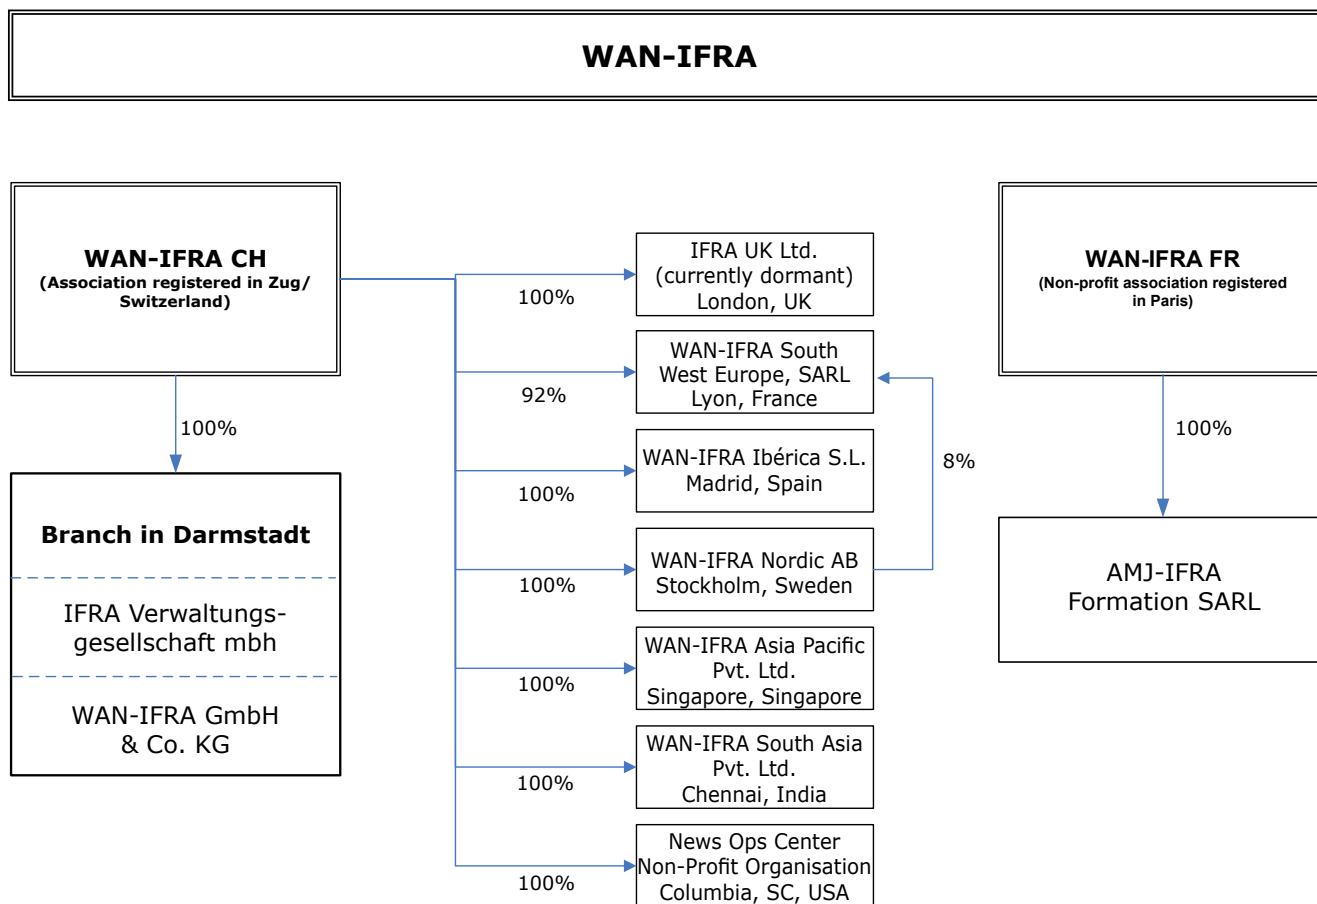 WAN-IFRA
WAN-IFRA CH
(Association registered in Zug/
Switzerland)
100%
Branch in Darmstadt
IFRA Verwaltungs-
gesellschaft mbh
WAN-IFRA GmbH
& Co. KG
IFRA UK Ltd.
(currently dormant)
London, UK
100%
WAN-IFRA South
West Europe, SARL
Lyon, France
92%
WAN-IFRA Ibérica S.L.
Madrid, Spain
100%
8%
WAN-IFRA Nordic AB
Stockholm, Sweden
100%
WAN-IFRA Asia Pacific
Pvt. Ltd.
Singapore, Singapore
100%
WAN-IFRA South Asia
Pvt. Ltd.
Chennai, India
100%
News Ops Center
Non-Profit Organisation
Columbia, SC, USA
100%
WAN-IFRA FR
(Non-profit association registered
in Paris)
100%
AMJ-IFRA
Formation SARL